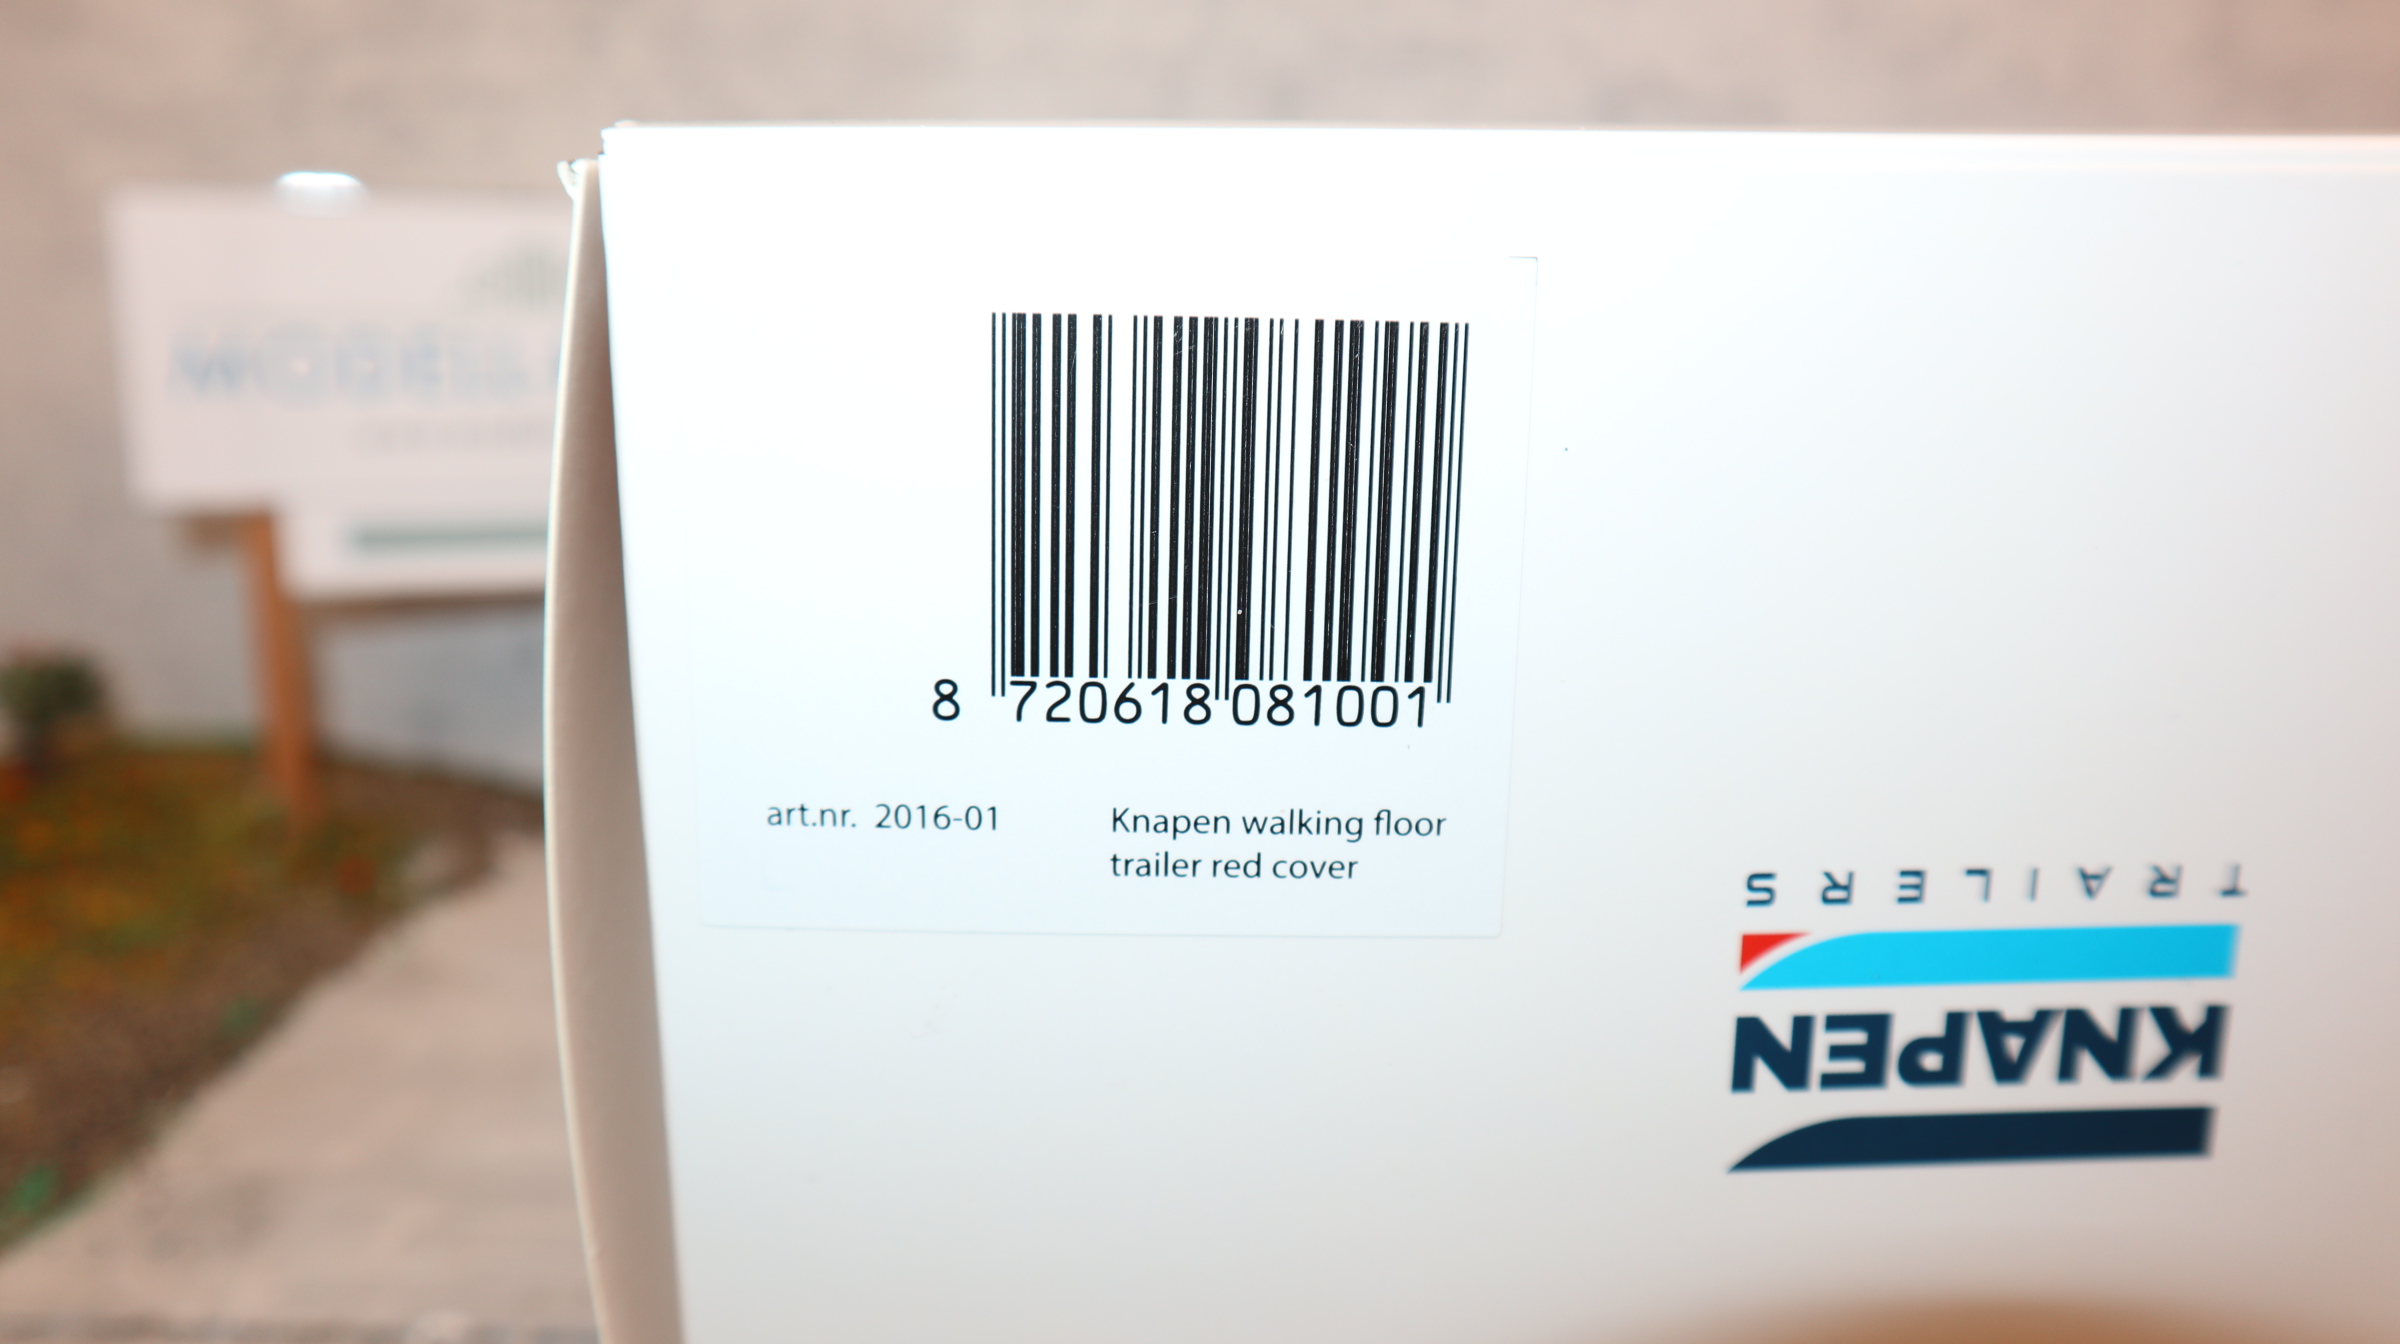 8 720618 081001
art.nr. 2016-01
Knapen walking floor
trailer red cover
KNAPEN
TRAILERS